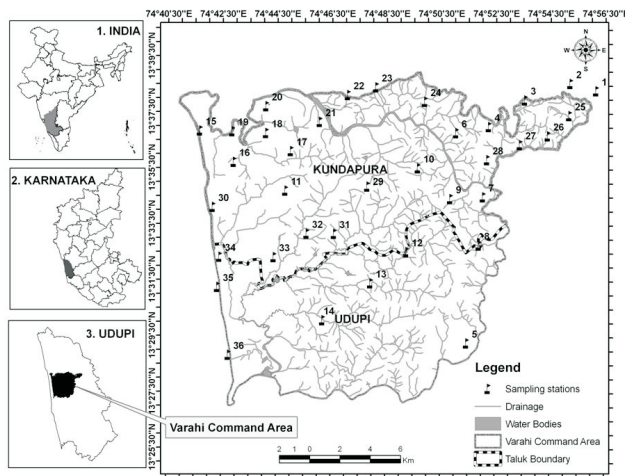 1. INDIA
2. KARNATAKA
3. UDUPI
Varahi Command Area
74°40'30"E 74°42'30"E 74°44'30"E 74°46'30"E 74°48'30"E 74°50'30"E 74°52'30"E 74°54'30"E 74°56'30"E
13°39'30"N
13°37'30"N
13°35'30"N
13°33'30"N
13°31'30"N
13°29'30"N
13°27'30"N
13°25'30"N
N
W E
S
1
2
3
4
5
6
7
8
9
10
11
12
13
14
15
16
17
18
19
20
21
22
23
24
25
26
27
28
29
30
31
32
33
34
35
36
KUNDAPURA
UDUPI
Legend
Sampling stations
Drainage
Water Bodies
Varahi Command Area
Taluk Boundary
2 1 0 2 4 6
Km